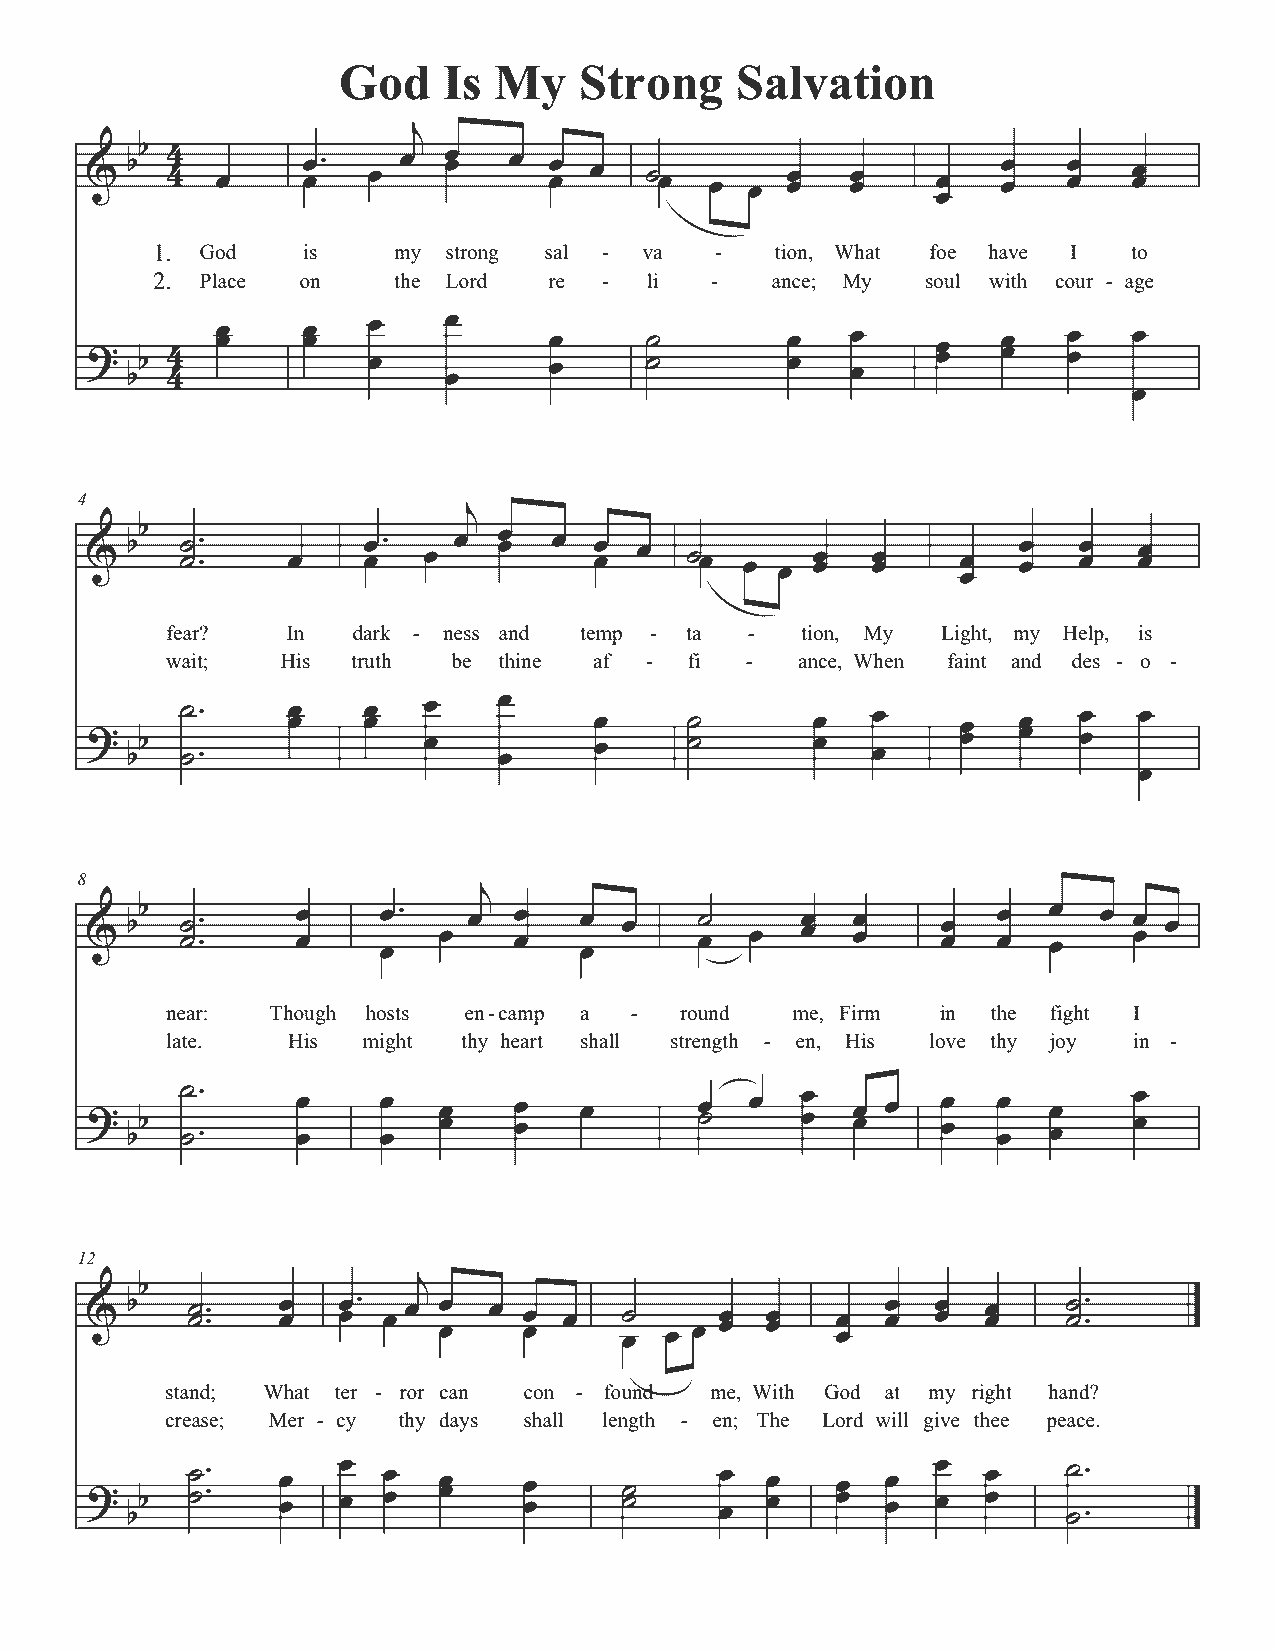 God Is My Strong Salvation
1. God is my strong sal - va - tion, What foe have I to
2. Place on the Lord re - li - ance; My soul with cour - age
4
fear? In dark - ness and temp - ta - tion, My Light, my Help, is
wait; His truth be thine af - fi - ance, When faint and des - o -
8
near: Though hosts en - camp a - round me, Firm in the fight I
late. His might thy heart shall strength - en, His love thy joy in -
12
stand; What ter - ror can con - found me, With God at my right hand?
crease; Mer - cy thy days shall length - en; The Lord will give thee peace.